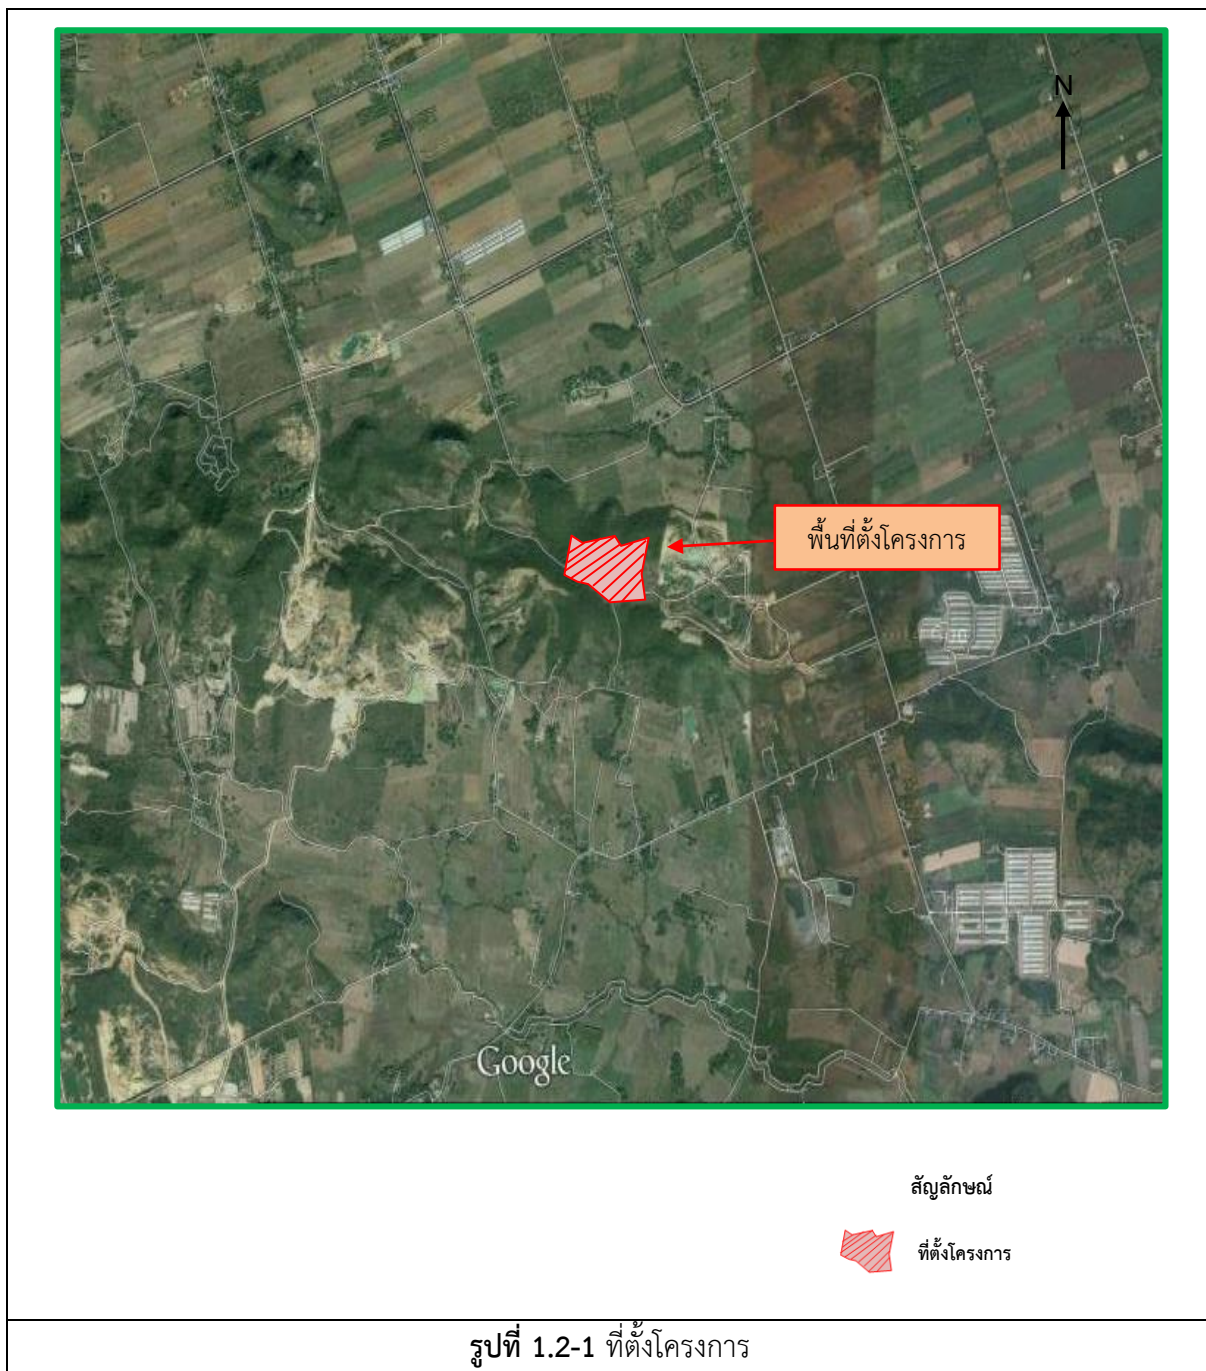 N
พื้นที่ตั้งโครงการ
Google
สัญลักษณ์
ที่ตั้งโครงการ
รูปที่ 1.2-1 ที่ตั้งโครงการ